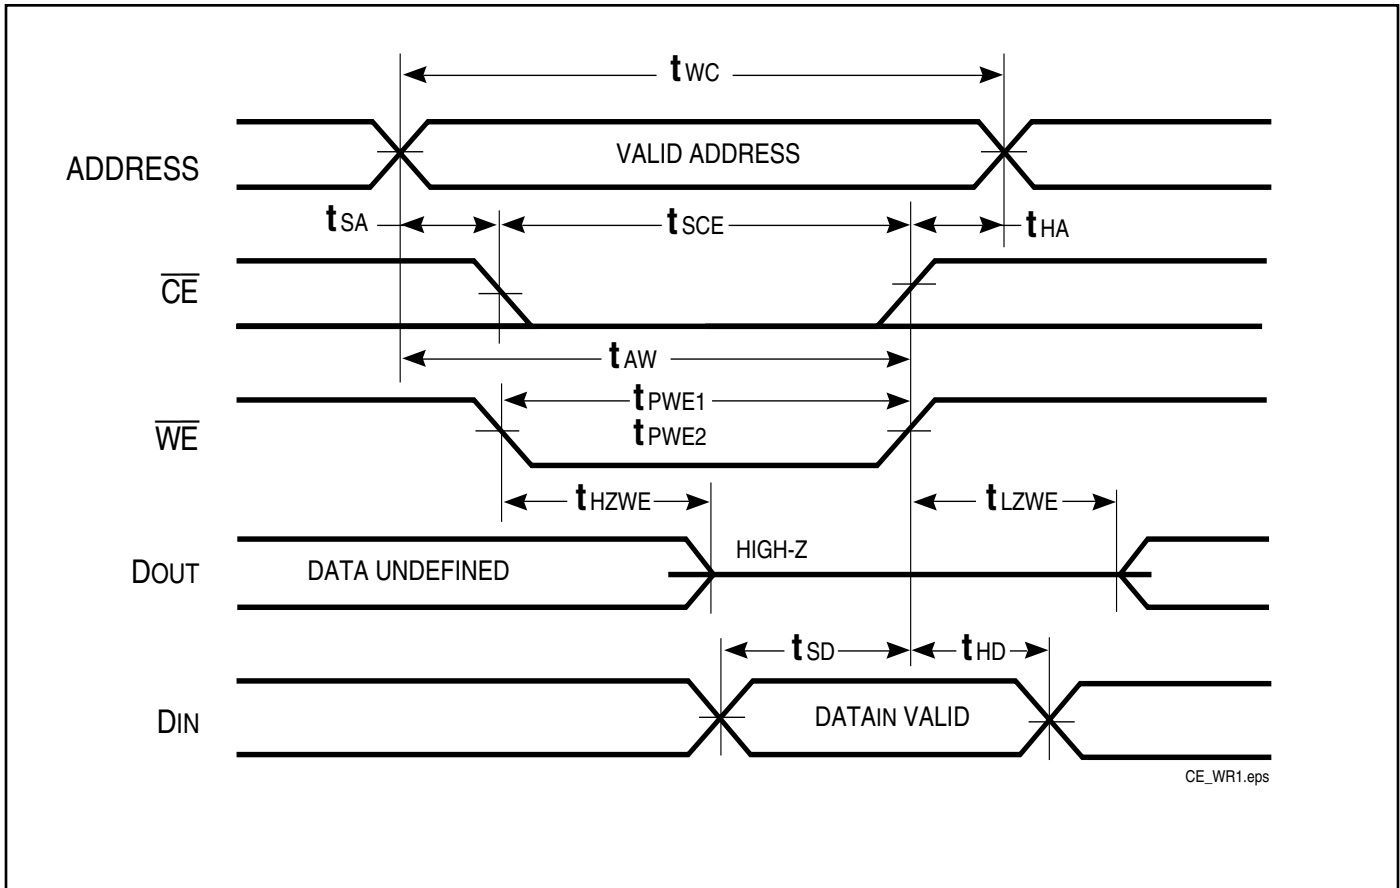 tWC
ADDRESS
VALID ADDRESS
tSA
tSCE
tHA
CE
tAW
tPWE1
WE
tPWE2
tHZWE
tLZWE
DOUT
DATA UNDEFINED
HIGH-Z
tSD
tHD
DIN
DATAIN VALID
CE_WR1.eps